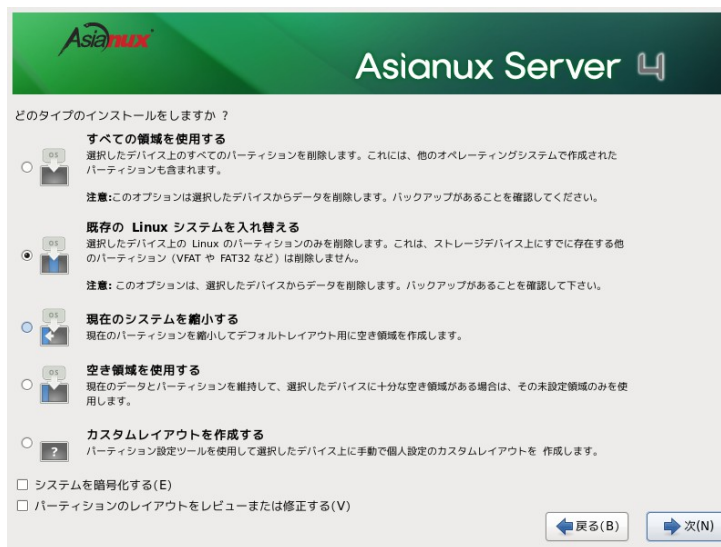 Asianux
Asianux Server 4
どのタイプのインストールをしますか ?
すべての領域を使用する
選択したデバイス上のすべてのパーティションを削除します。これには、他のオペレーティングシステムで作成された
パーティションも含まれます。
注意:このオプションは選択したデバイスからデータを削除します。バックアップがあることを確認してください。
既存の Linux システムを入れ替える
選択したデバイス上の Linux のパーティションのみを削除します。これは、ストレージデバイス上にすでに存在する他
のパーティション (VFAT や FAT32 など) は削除しません。
注意: このオプションは、選択したデバイスからデータを削除します。バックアップがあることを確認して下さい。
現在のシステムを縮小する
現在のパーティションを縮小してデフォルトレイアウト用に空き領域を作成します。
空き領域を使用する
現在のデータとパーティションを維持して、選択したデバイスに十分な空き領域がある場合は、その未設定領域のみを使
用します。
カスタムレイアウトを作成する
パーティション設定ツールを使用して選択したデバイス上に手動で個人設定のカスタムレイアウトを 作成します。
OS
OS
OS
OS
?
システムを暗号化する(E)
パーティションのレイアウトをレビューまたは修正する(V)
戻る(B)
次(N)